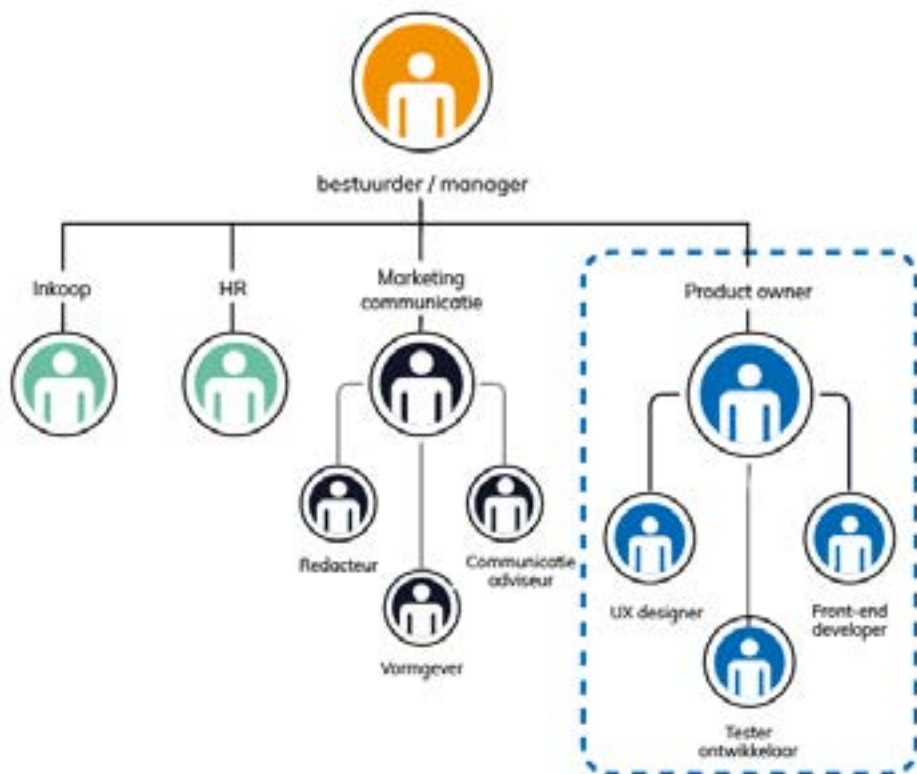 bestuurder / manager
Inkoop
HR
Marketing
communicatie
Product owner
Redacteur
Communicatie
adviseur
Vormgever
UX designer
Front-end
developer
Tester
ontwikkelaar